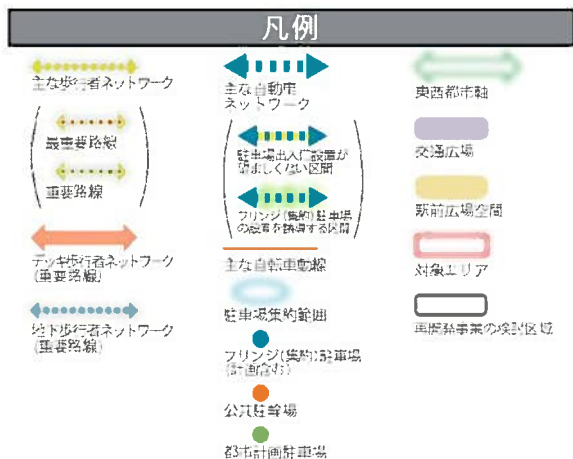 凡例
主な歩行者ネットワーク
最重要路線
重要路線
デッキ歩行者ネットワーク
(重要路線)
地下歩行者ネットワーク
(重要路線)
主な自動車
ネットワーク
駐車場出入口設置が
望ましくない区間
フリンジ(集約)駐車場
の設置を誘導する区間
主な自転車動線
駐車場集約範囲
フリンジ(集約)駐車場
(計画含む)
公共駐輪場
都市計画駐車場
東西都市軸
交通広場
駅前広場空間
対象エリア
再開発事業の検討区域